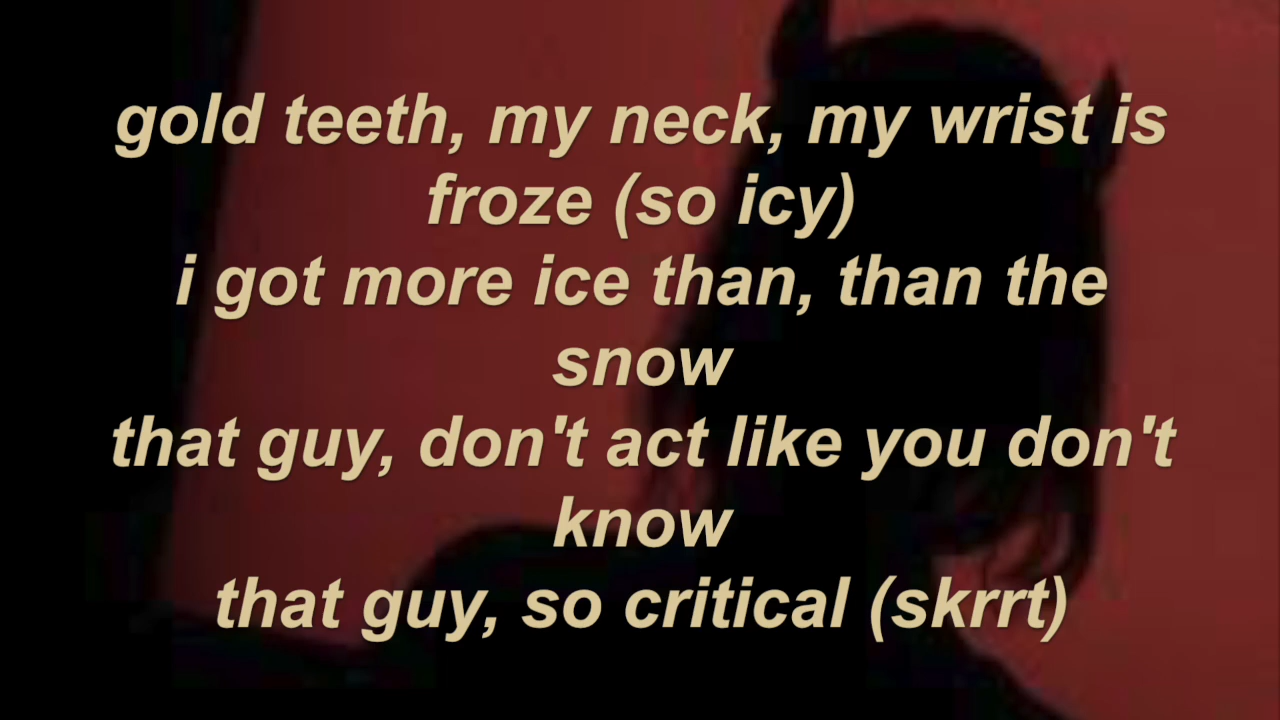 gold teeth, my neck, my wrist is
froze (so icy)
i got more ice than, than the
snow
that guy, don't act like you don't
know
that guy, so critical (skrrt)